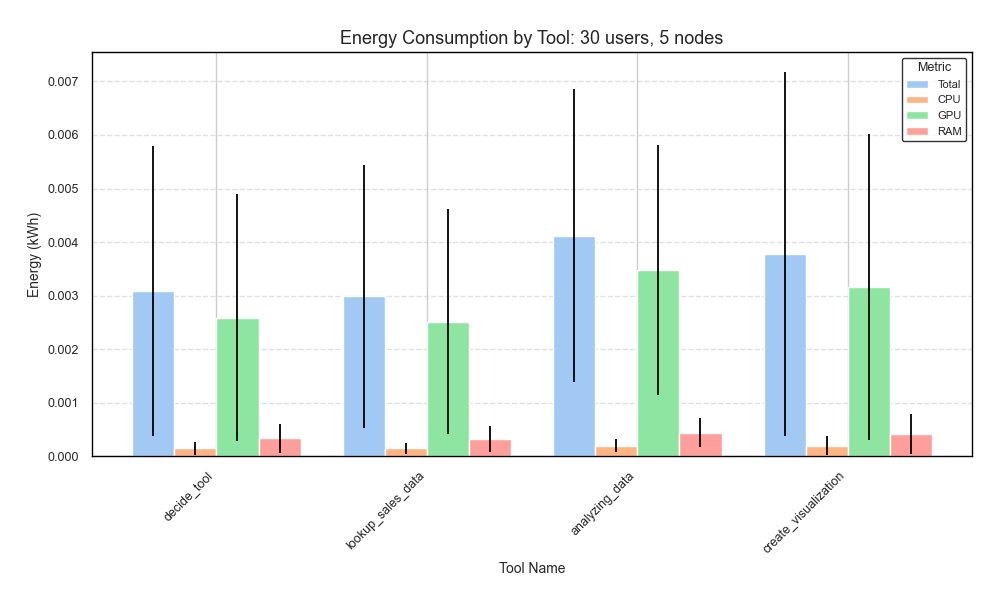 Energy Consumption by Tool: 30 users, 5 nodes
Metric
Total
CPU
GPU
RAM
Energy (kWh)
0.007
0.006
0.005
0.004
0.003
0.002
0.001
0.000
decide_tool
lookup_sales_data
analyzing_data
create_visualization
Tool Name